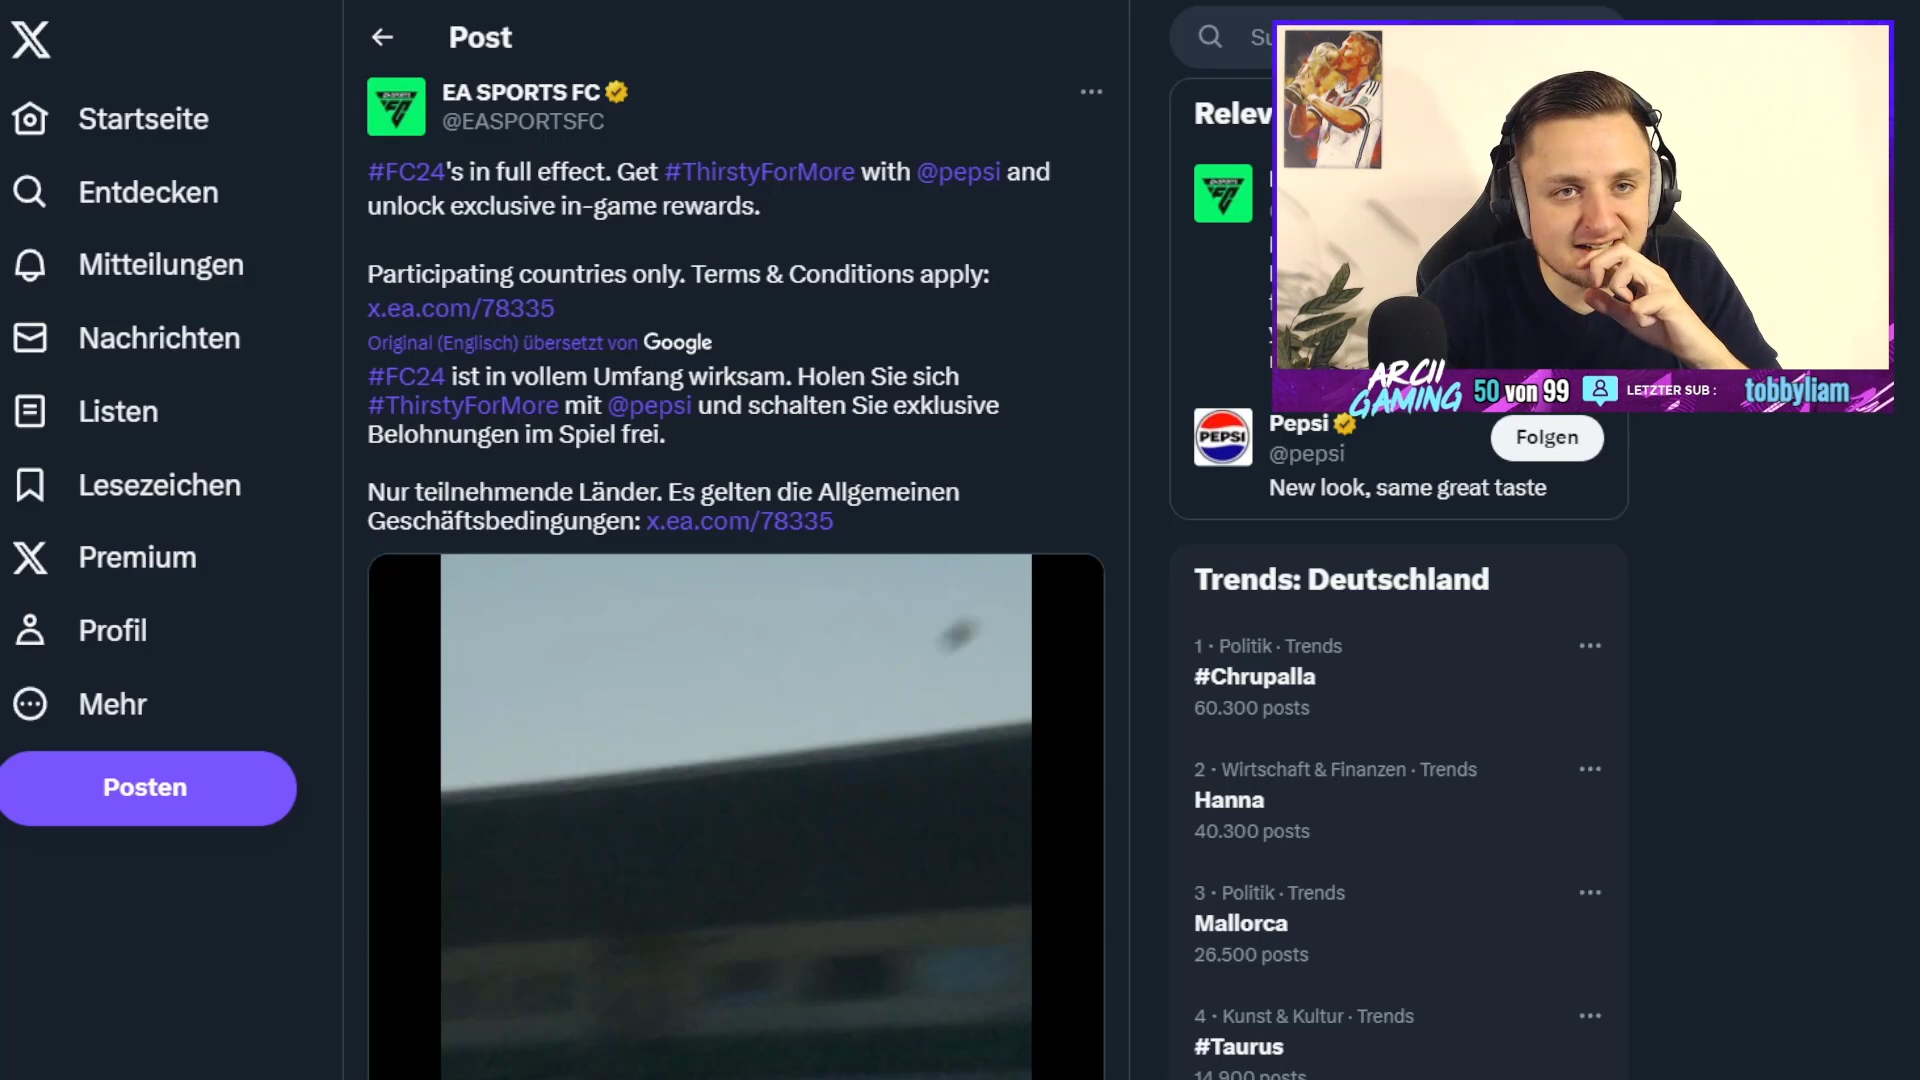 Startseite
Entdecken
Mitteilungen
Nachrichten
Listen
Lesezeichen
Premium
Profil
Mehr
Posten
Post
EA SPORTS FC
@EASPORTSFC
#FC24's in full effect. Get #ThirstyForMore with @pepsi and
unlock exclusive in-game rewards.
Participating countries only. Terms & Conditions apply:
x.ea.com/78335
Original (Englisch) übersetzt von Google
#FC24 ist in vollem Umfang wirksam. Holen Sie sich
#ThirstyForMore mit @pepsi und schalten Sie exklusive
Belohnungen im Spiel frei.
Nur teilnehmende Länder. Es gelten die Allgemeinen
Geschäftsbedingungen: x.ea.com/78335
ARCII
GAMING
50 von 99
LETZTER SUB :
tobbyliam
PEPSI
Pepsi
@pepsi
Folgen
New look, same great taste
Trends: Deutschland
1 · Politik · Trends
#Chrupalla
60.300 posts
2 · Wirtschaft & Finanzen · Trends
Hanna
40.300 posts
3 · Politik · Trends
Mallorca
26.500 posts
4 · Kunst & Kultur · Trends
#Taurus
14.900 posts